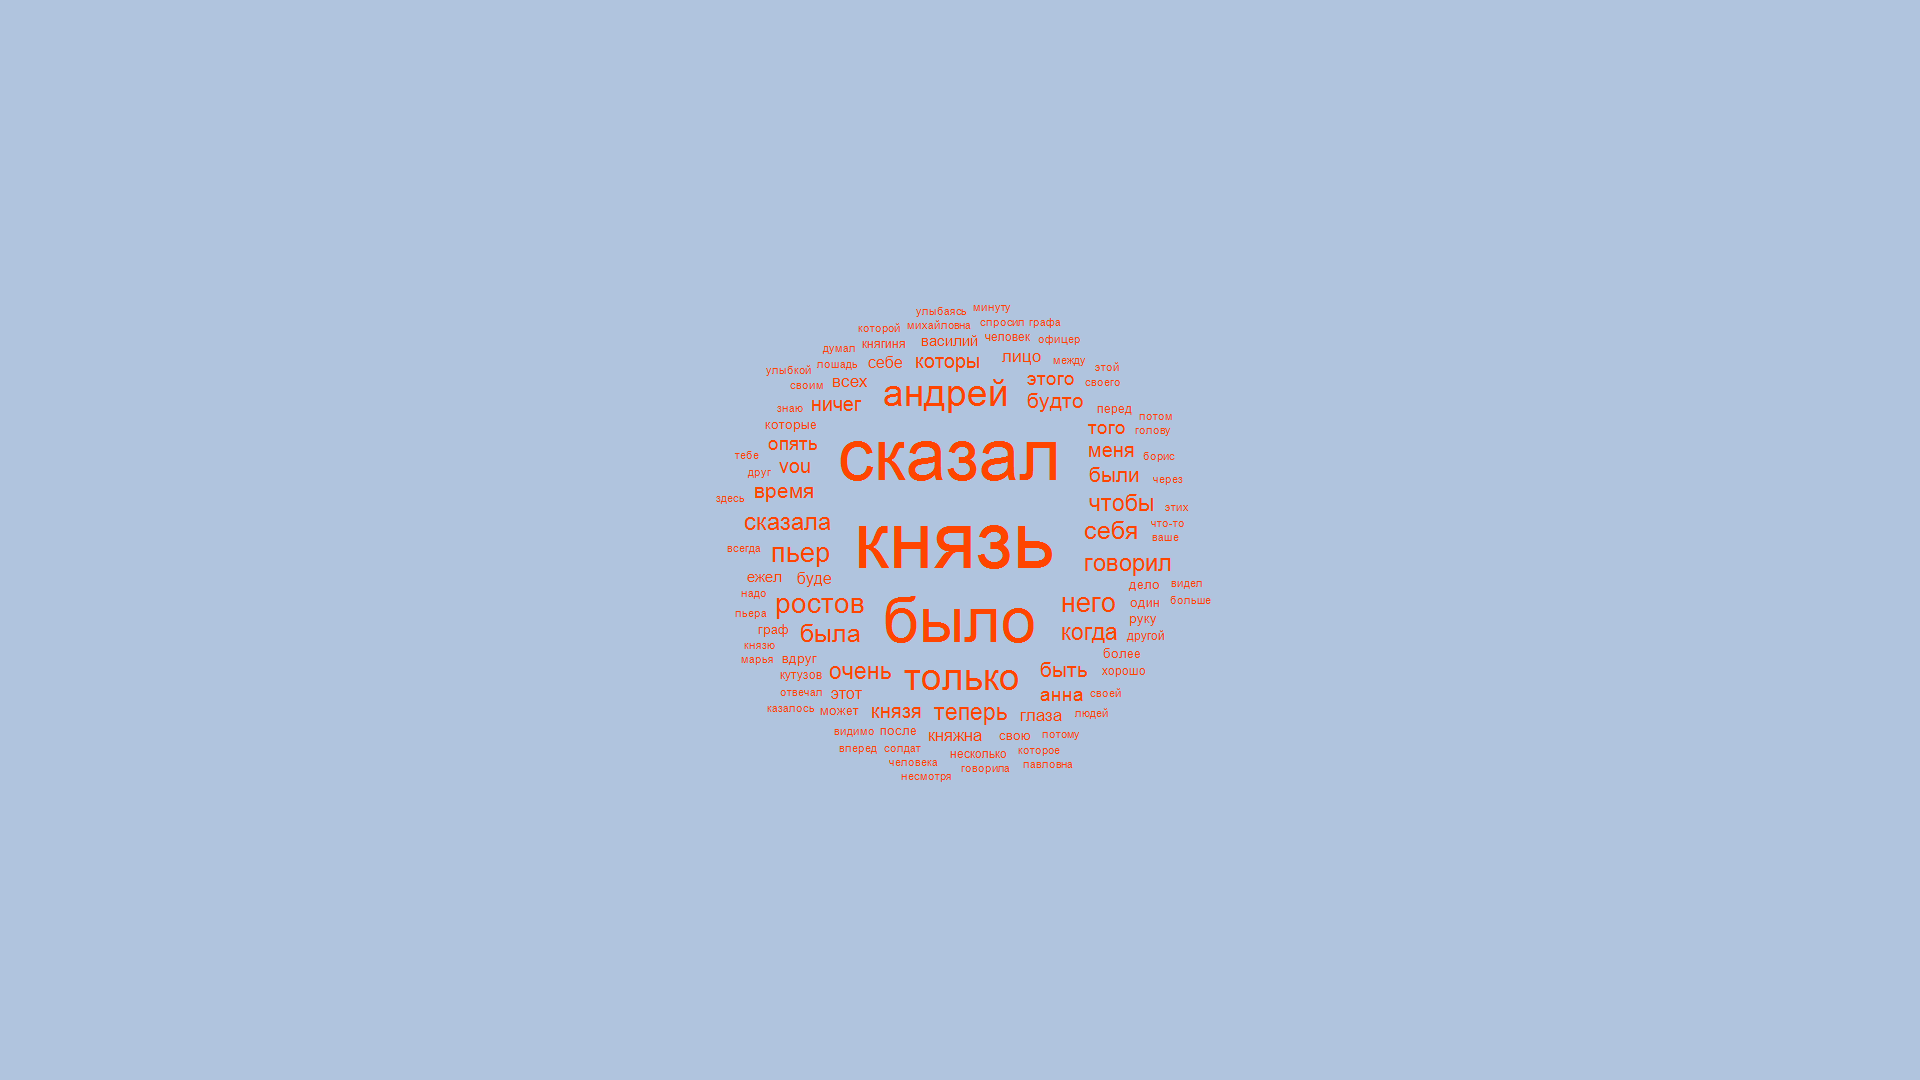 улыбаясь минуту
которой михайловна спросил графа
думал княгиня василий человек офицер
улыбкой лошадь себе которы лицо между этой
своим всех андрей этого своего
знаю ничег будто перед потом
которые того голову
опять меня борис
тебе vou сказал были через
друг
здесь время чтобы этих
сказала себя что-то
ваше
всегда пьер князь говорил
ежел буде дело видел
надо ростов него один больше
пьера руку
граф была было когда другой
князю
марья вдруг более
кутузов очень только быть хорошо
отвечал этот анна своей
казалось может князя теперь глаза людей
видимо после княжна свою потому
вперед солдат несколько которое
человека говорила павловна
несмотря